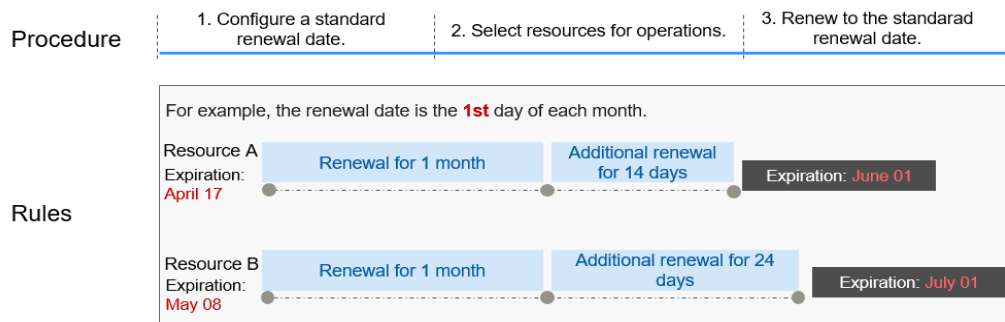 Procedure
1. Configure a standard
renewal date.
2. Select resources for operations.
3. Renew to the standarad
renewal date.
Rules
For example, the renewal date is the 1st day of each month.
Resource A
Expiration:
April 17
Renewal for 1 month
Additional renewal
for 14 days
Expiration: June 01
Resource B
Expiration:
May 08
Renewal for 1 month
Additional renewal for 24
days
Expiration: July 01